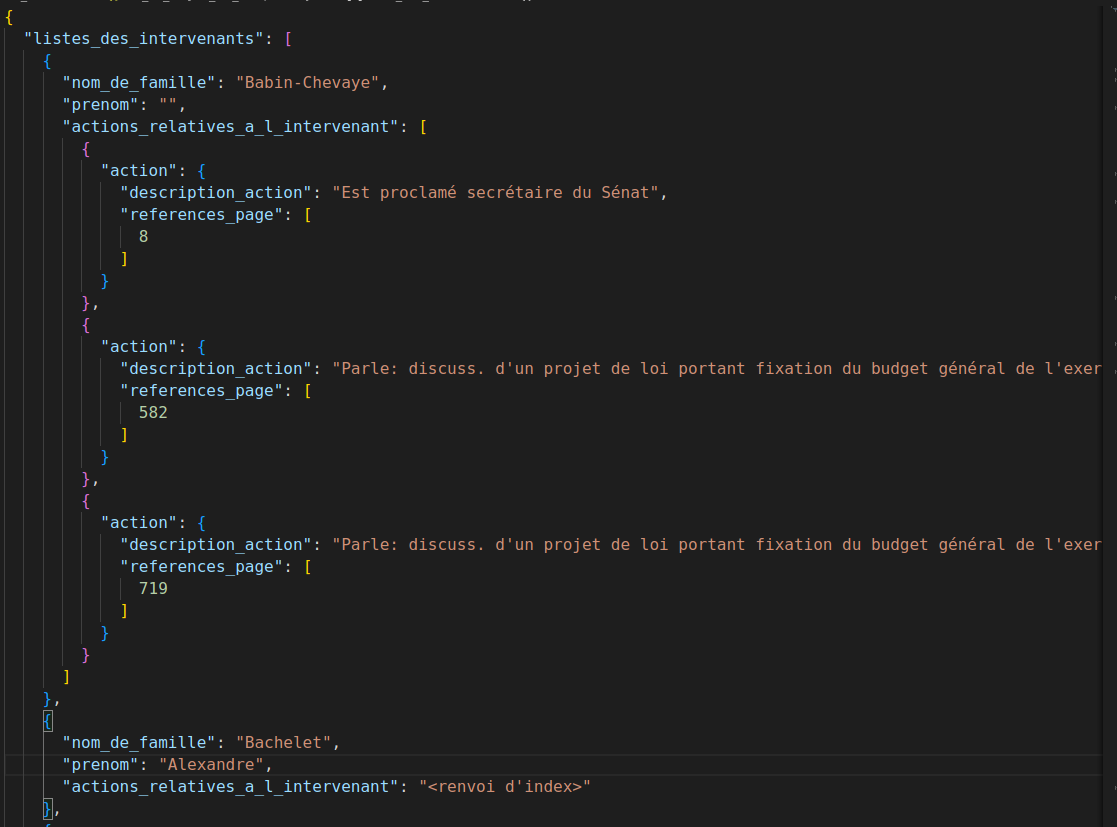 {
"listes_des_intervenants": [
{
"nom_de_famille": "Babin-Chevaye",
"prenom": "",
"actions_relatives_a_l_intervenant": [
{
"action": {
"description_action": "Est proclamé secrétaire du Sénat",
"references_page": [
8
]
}
},
{
"action": {
"description_action": "Parle: discuss. d'un projet de loi portant fixation du budget général de l'exer
"references_page": [
582
]
}
},
{
"action": {
"description_action": "Parle: discuss. d'un projet de loi portant fixation du budget général de l'exer
"references_page": [
719
]
}
}
]
},
{
"nom_de_famille": "Bachelet",
"prenom": "Alexandre",
"actions_relatives_a_l_intervenant": "<renvoi d'index>"
},